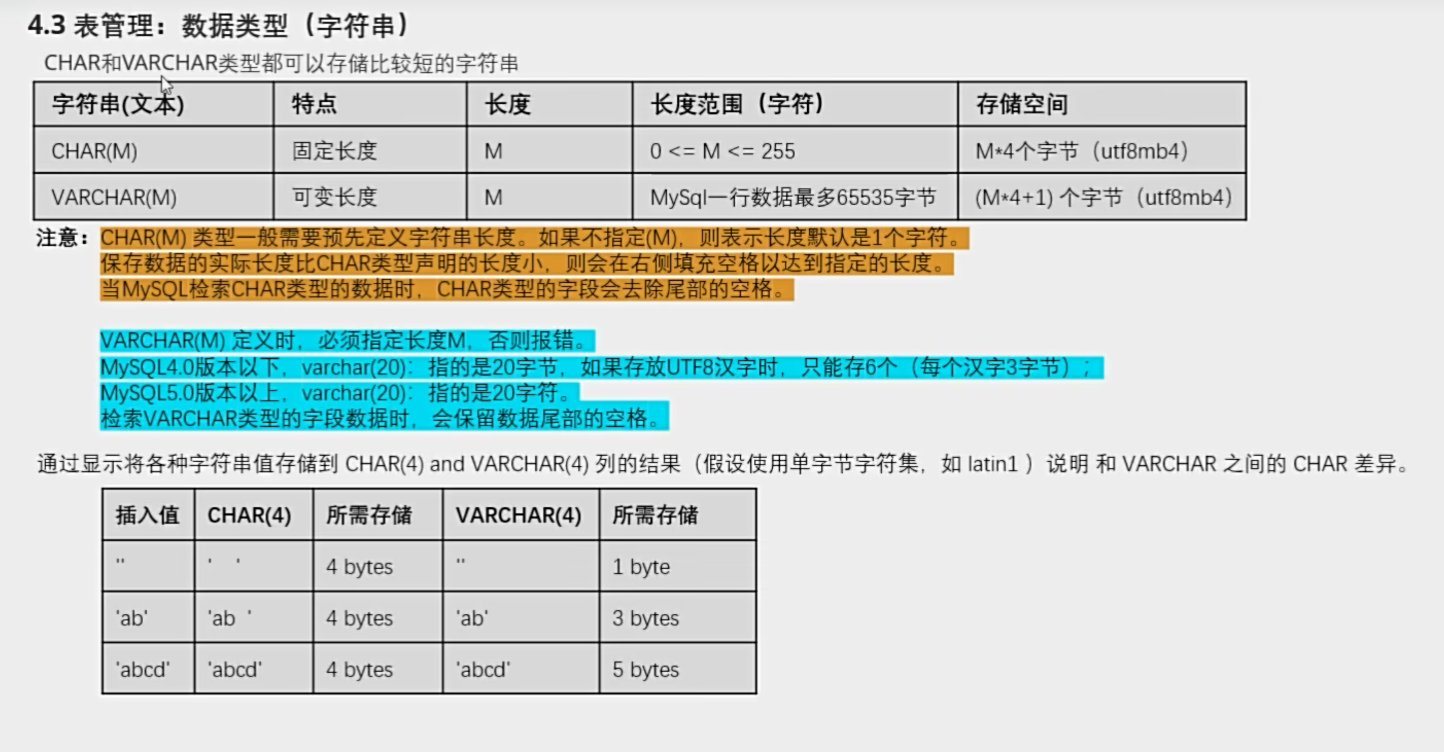 4.3 表管理：数据类型（字符串）
CHAR和VARCHAR类型都可以存储比较短的字符串
字符串(文本) 特点 长度 长度范围（字符） 存储空间
CHAR(M) 固定长度 M 0 <= M <= 255 M*4个字节（utf8mb4）
VARCHAR(M) 可变长度 M MySql一行数据最多65535字节 (M*4+1) 个字节（utf8mb4）
注意：CHAR(M) 类型一般需要预先定义字符串长度。如果不指定(M)，则表示长度默认是1个字符。
保存数据的实际长度比CHAR类型声明的长度小，则会在右侧填充空格以达到指定的长度。
当MySQL检索CHAR类型的数据时，CHAR类型的字段会去除尾部的空格。
VARCHAR(M) 定义时，必须指定长度M，否则报错。
MySQL4.0版本以下，varchar(20)：指的是20字节，如果存放UTF8汉字时，只能存6个（每个汉字3字节）；
MySQL5.0版本以上，varchar(20)：指的是20字符。
检索VARCHAR类型的字段数据时，会保留数据尾部的空格。
通过显示将各种字符串值存储到 CHAR(4) and VARCHAR(4) 列的结果（假设使用单字节字符集，如 latin1 ）说明 和 VARCHAR 之间的 CHAR 差异。
插入值 CHAR(4) 所需存储 VARCHAR(4) 所需存储
'' '  ' 4 bytes '' 1 byte
'ab' 'ab ' 4 bytes 'ab' 3 bytes
'abcd' 'abcd' 4 bytes 'abcd' 5 bytes